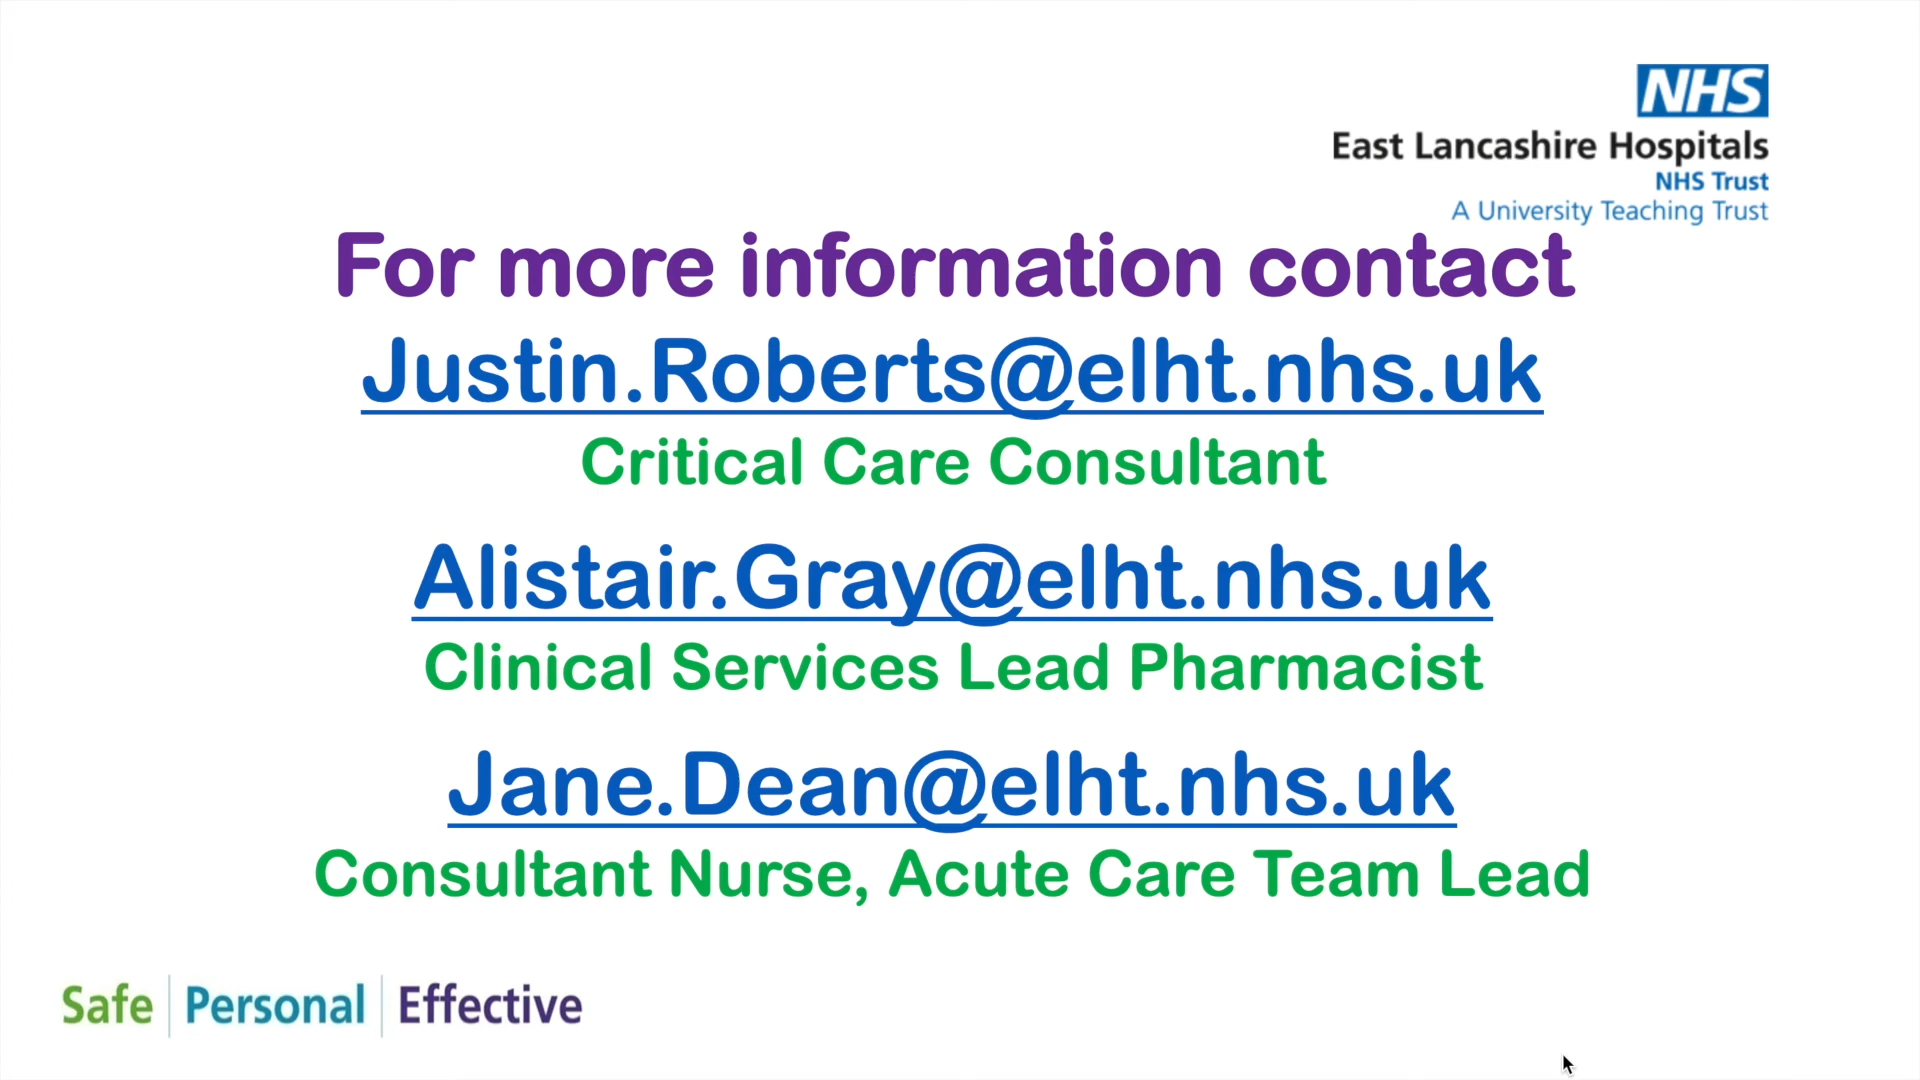 NHS
East Lancashire Hospitals
NHS Trust
A University Teaching Trust
For more information contact
Justin.Roberts@elht.nhs.uk
Critical Care Consultant
Alistair.Gray@elht.nhs.uk
Clinical Services Lead Pharmacist
Jane.Dean@elht.nhs.uk
Consultant Nurse, Acute Care Team Lead
Safe | Personal | Effective